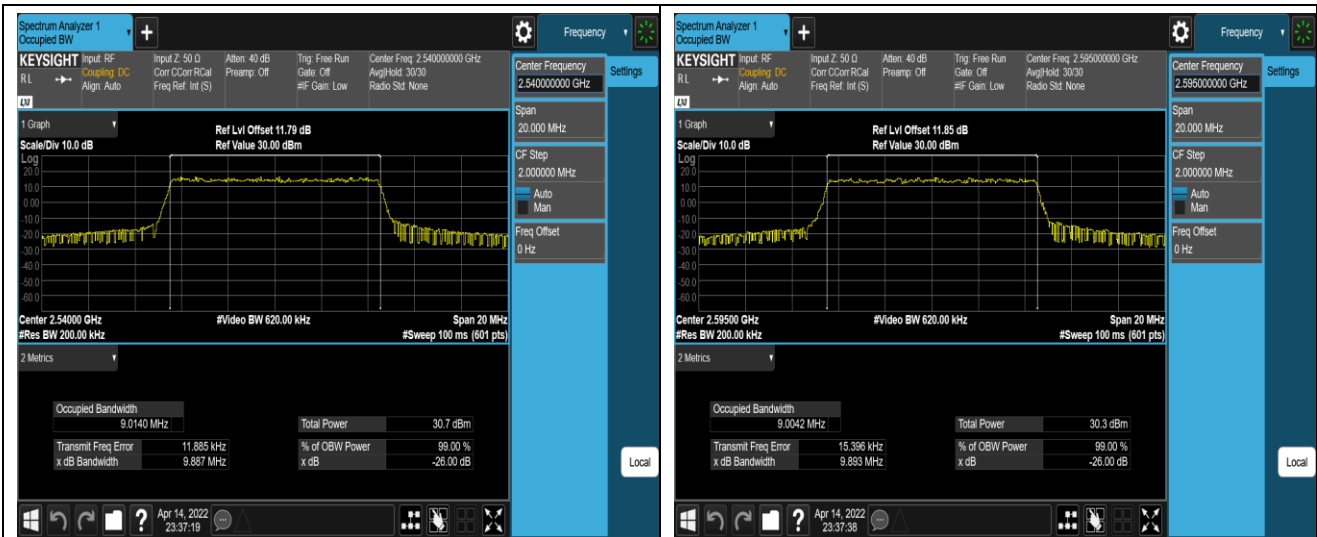 Spectrum Analyzer 1
Occupied BW
+
Frequency
KEYSIGHT
Input: RF
Coupling: DC
Align: Auto
Input Z: 50 Ω
Corr CCorr RCal
Freq Ref: Int (S)
Atten: 40 dB
Preamp: Off
Trig: Free Run
Gate: Off
#IF Gain: Low
Center Freq: 2.540000000 GHz
Avg|Hold: 30/30
Radio Std: None
RL
LXI
Center Frequency
2.540000000 GHz
Settings
Span
20.000 MHz
CF Step
2.000000 MHz
Auto
Man
Freq Offset
0 Hz
Local
1 Graph
Ref Lvl Offset 11.79 dB
Scale/Div 10.0 dB
Ref Value 30.00 dBm
Log
20.0
10.0
0.00
-10.0
-20.0
-30.0
-40.0
-50.0
-60.0
Center 2.54000 GHz
#Video BW 620.00 kHz
Span 20 MHz
#Res BW 200.00 kHz
#Sweep 100 ms (601 pts)
2 Metrics
Occupied Bandwidth
9.0140 MHz
Total Power 30.7 dBm
Transmit Freq Error 11.885 kHz
% of OBW Power 99.00 %
x dB Bandwidth 9.887 MHz
x dB -26.00 dB
?
Apr 14, 2022
23:37:19
Spectrum Analyzer 1
Occupied BW
+
Frequency
KEYSIGHT
Input: RF
Coupling: DC
Align: Auto
Input Z: 50 Ω
Corr CCorr RCal
Freq Ref: Int (S)
Atten: 40 dB
Preamp: Off
Trig: Free Run
Gate: Off
#IF Gain: Low
Center Freq: 2.595000000 GHz
Avg|Hold: 30/30
Radio Std: None
RL
LXI
Center Frequency
2.595000000 GHz
Settings
Span
20.000 MHz
CF Step
2.000000 MHz
Auto
Man
Freq Offset
0 Hz
Local
1 Graph
Ref Lvl Offset 11.85 dB
Scale/Div 10.0 dB
Ref Value 30.00 dBm
Log
20.0
10.0
0.00
-10.0
-20.0
-30.0
-40.0
-50.0
-60.0
Center 2.59500 GHz
#Video BW 620.00 kHz
Span 20 MHz
#Res BW 200.00 kHz
#Sweep 100 ms (601 pts)
2 Metrics
Occupied Bandwidth
9.0042 MHz
Total Power 30.3 dBm
Transmit Freq Error 15.396 kHz
% of OBW Power 99.00 %
x dB Bandwidth 9.893 MHz
x dB -26.00 dB
?
Apr 14, 2022
23:37:38